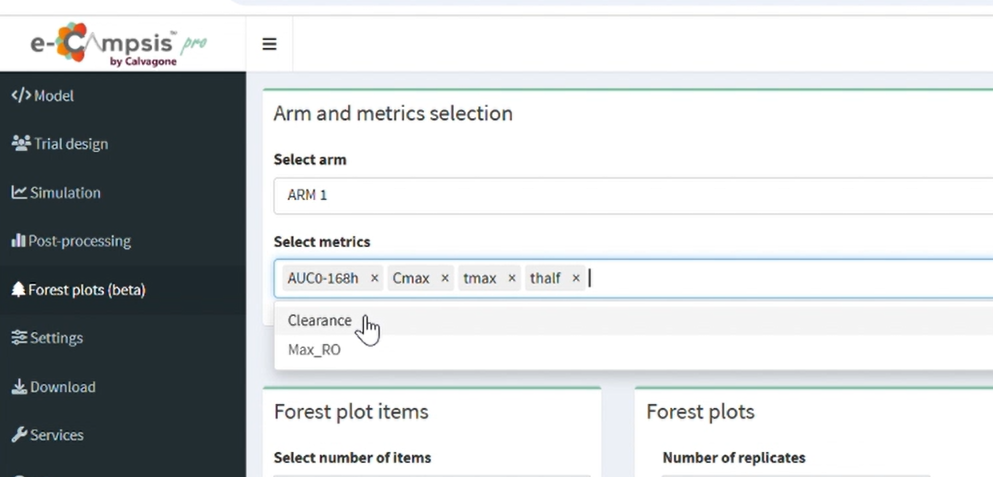 e-Campsis™ pro
by Calvagone
Model
Trial design
Simulation
Post-processing
Forest plots (beta)
Settings
Download
Services
Arm and metrics selection
Select arm
ARM 1
Select metrics
AUC0-168h × Cmax × tmax × thalf ×
Clearance
Max_RO
Forest plot items
Select number of items
Forest plots
Number of replicates